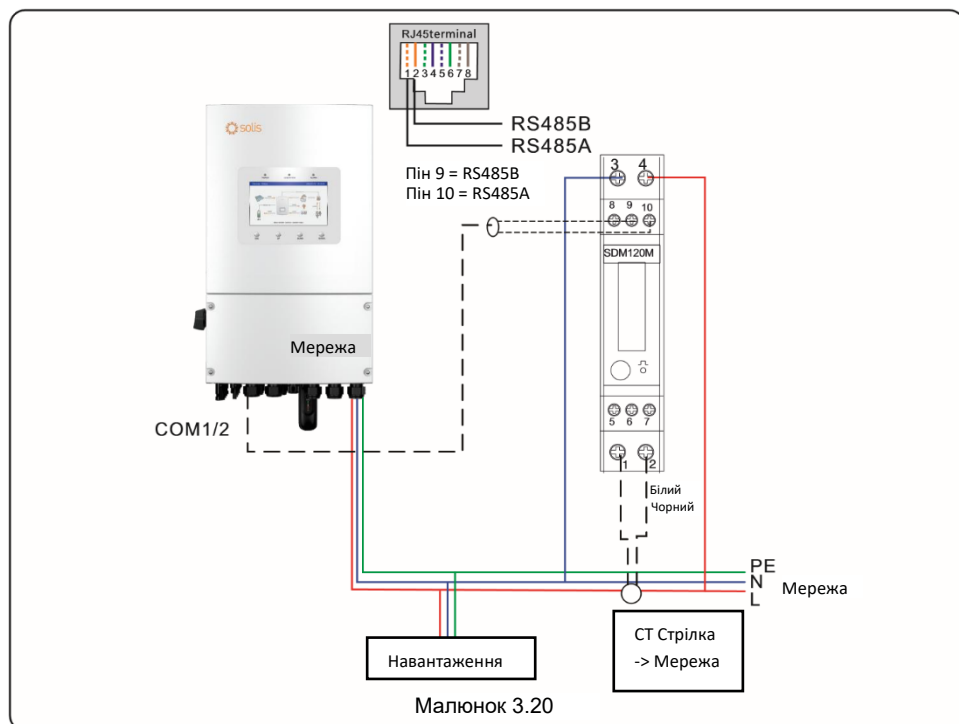 RJ45terminal
1 2 3 4 5 6 7 8
RS485B
RS485A
solis
Пін 9 = RS485B
Пін 10 = RS485A
3 4
8 9 10
SDM120M
Мережа
COM1/2
5 6 7
1 2
Білий
Чорний
PE
N
L
Мережа
Навантаження
СТ Стрілка
-> Мережа
Малюнок 3.20